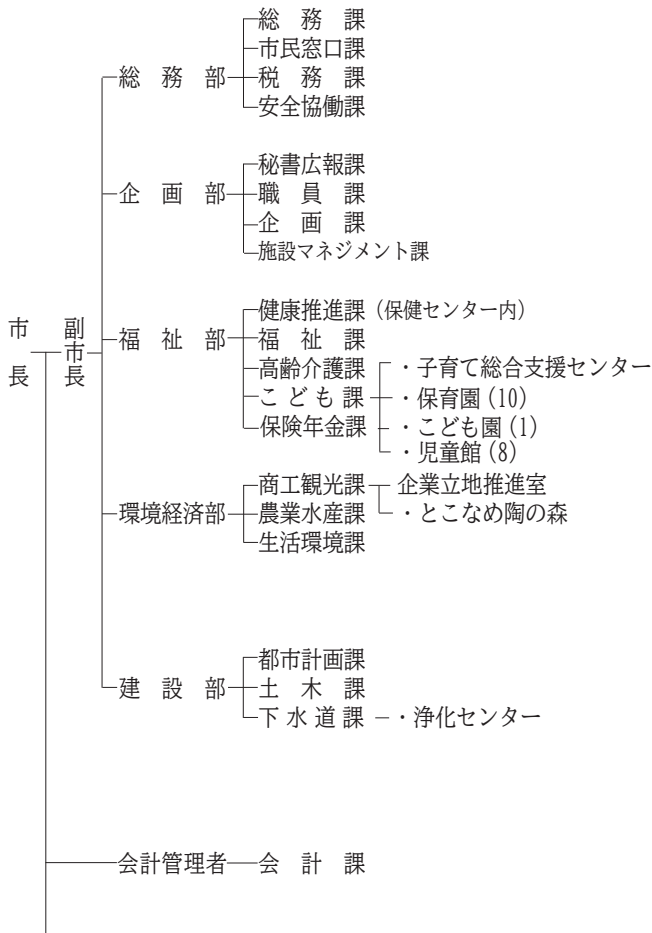 市長
副市長
総務部
総務課
市民窓口課
税務課
安全協働課
企画部
秘書広報課
職員課
企画課
施設マネジメント課
福祉部
健康推進課（保健センター内）
福祉課
高齢介護課
こども課
・子育て総合支援センター
・保育園(10)
・こども園(1)
・児童館(8)
保険年金課
環境経済部
商工観光課
企業立地推進室
・とこなめ陶の森
農業水産課
生活環境課
建設部
都市計画課
土木課
下水道課
・浄化センター
会計管理者
会計課